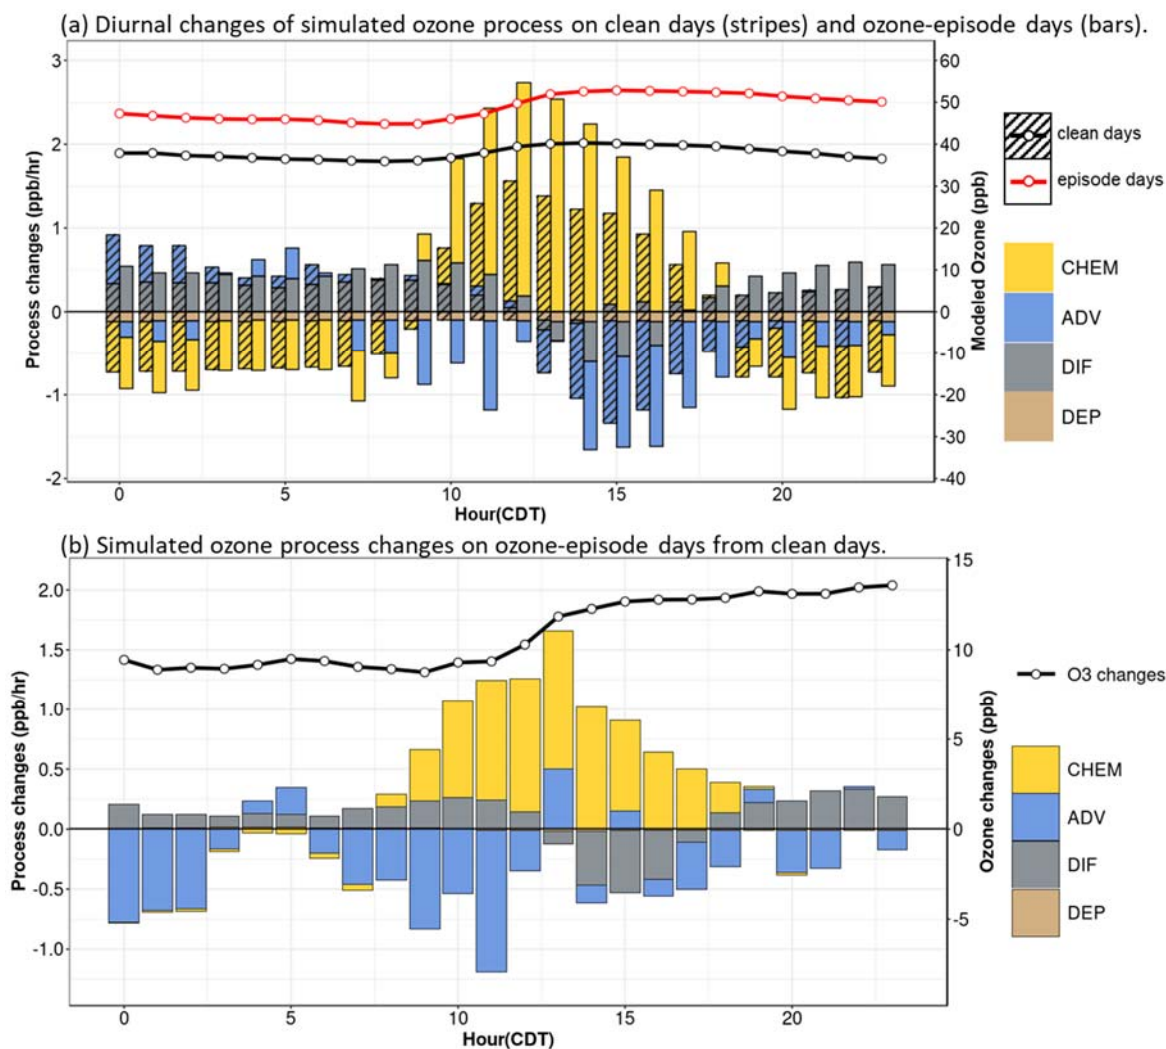 (a) Diurnal changes of simulated ozone process on clean days (stripes) and ozone-episode days (bars).
3
2
1
0
-1
-2
Process changes (ppb/hr)
60
50
40
30
20
10
0
-10
-20
-30
-40
Modeled Ozone (ppb)
0 5 10 15 20
Hour(CDT)
clean days
episode days
CHEM
ADV
DIF
DEP
(b) Simulated ozone process changes on ozone-episode days from clean days.
2.0
1.5
1.0
0.5
0.0
-0.5
-1.0
Process changes (ppb/hr)
15
10
5
0
-5
Ozone changes (ppb)
0 5 10 15 20
Hour(CDT)
O3 changes
CHEM
ADV
DIF
DEP